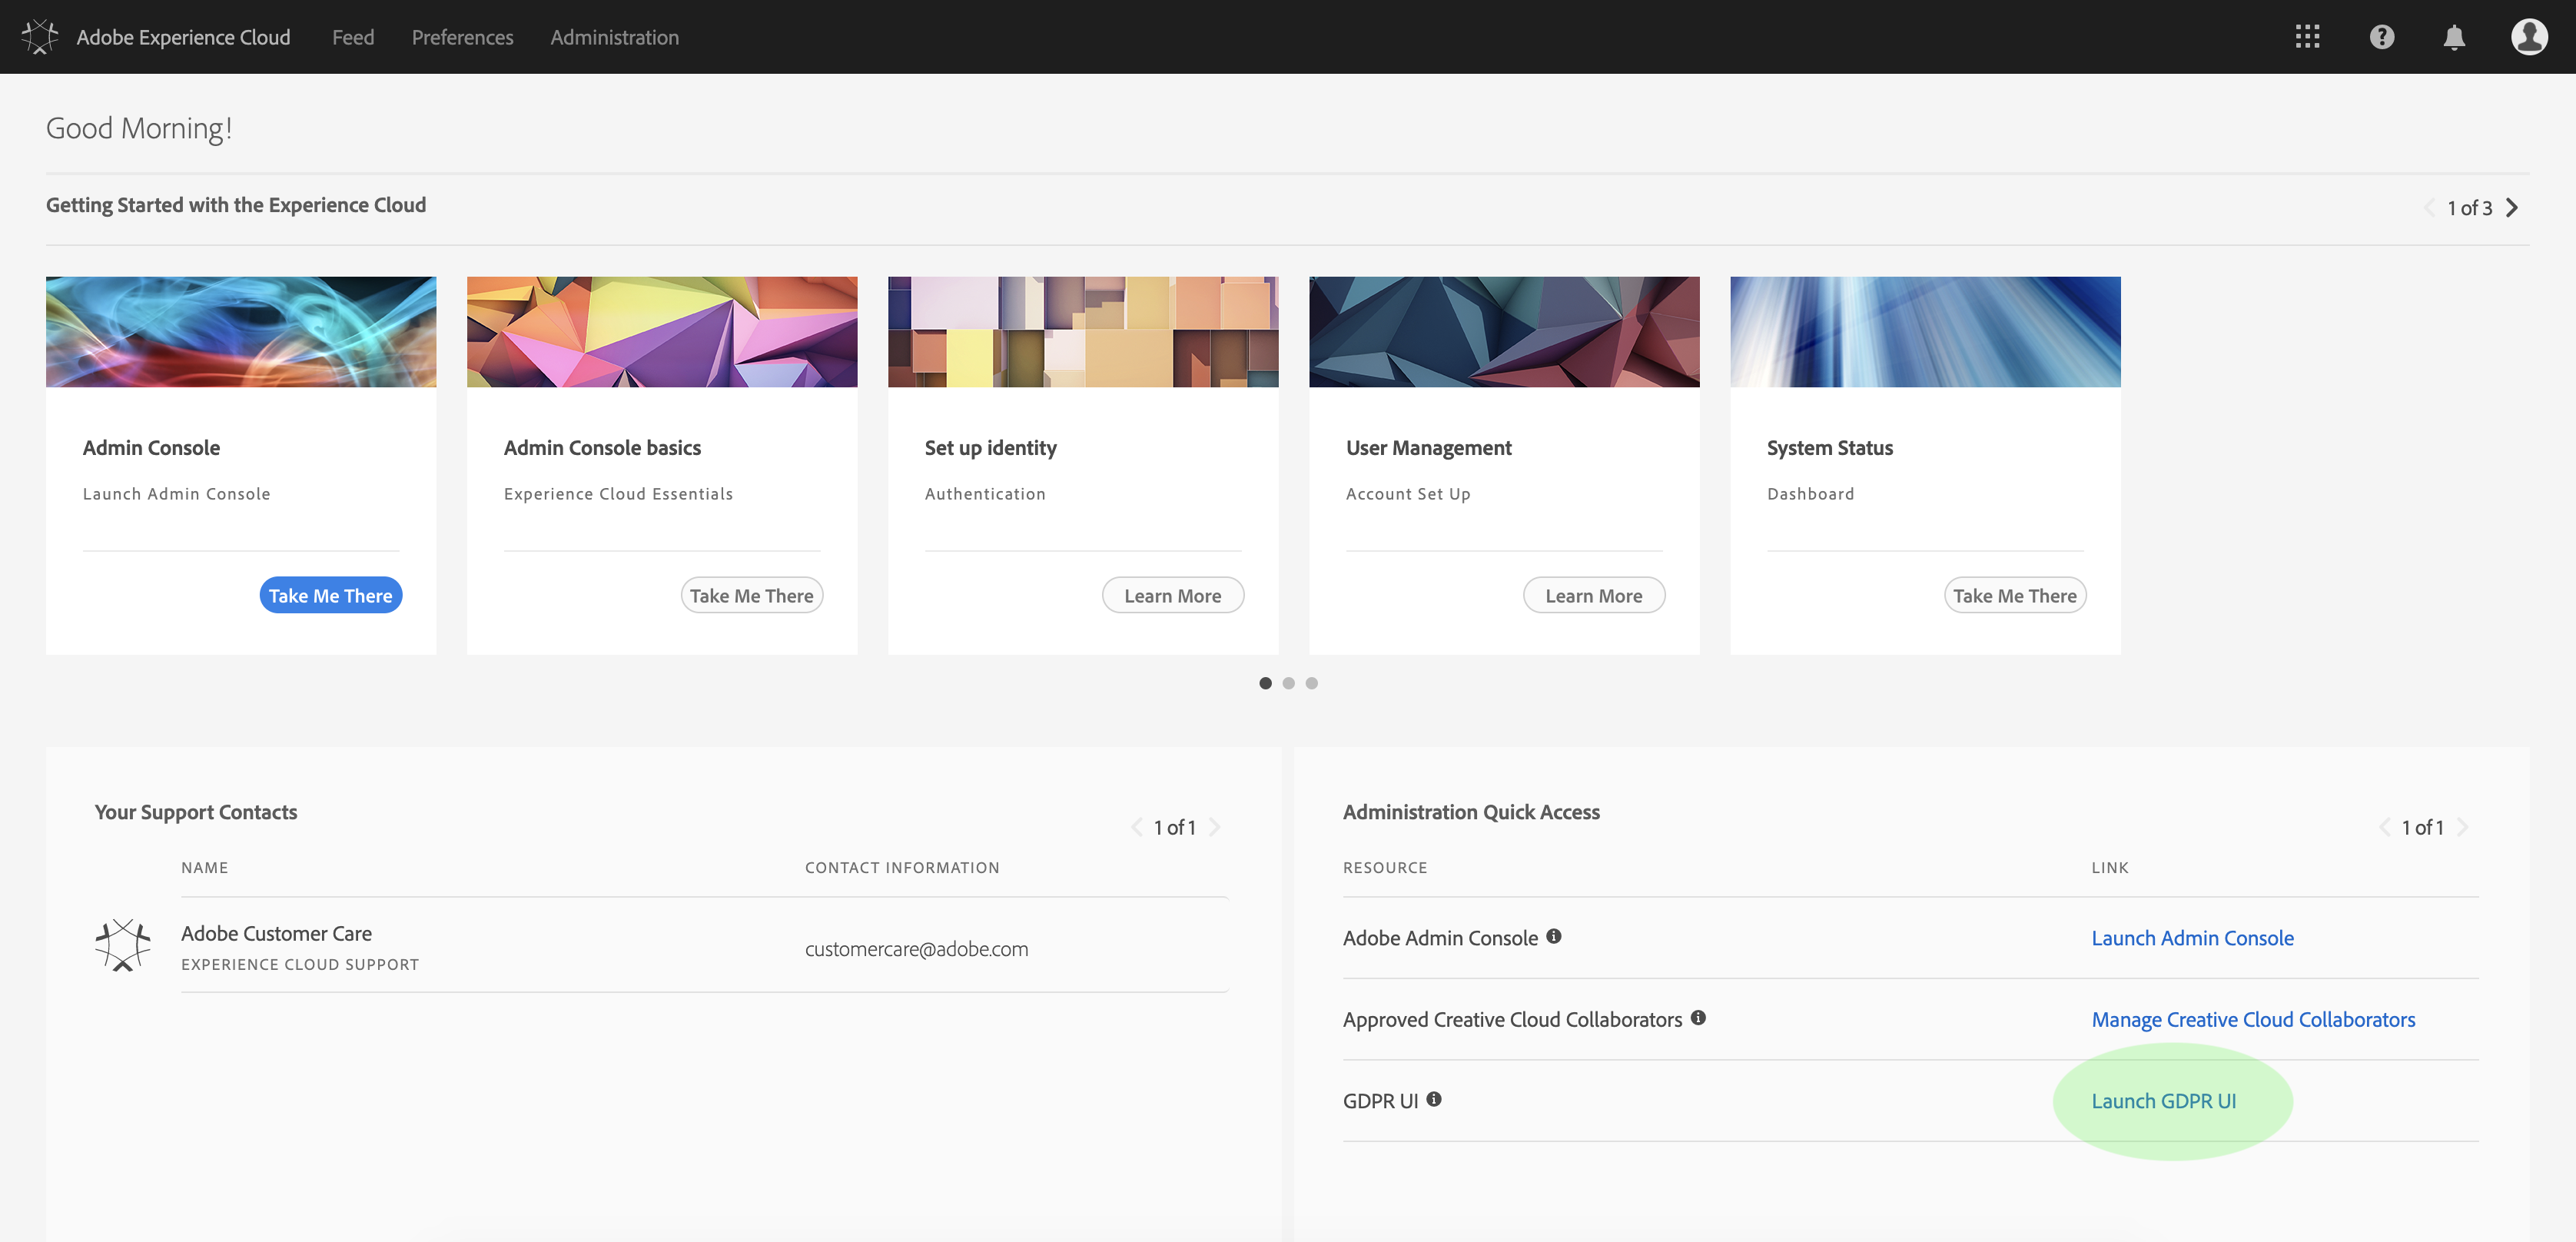 Adobe Experience Cloud Feed Preferences Administration
Good Morning!
Getting Started with the Experience Cloud
1 of 3
Admin Console
Launch Admin Console
Take Me There
Admin Console basics
Experience Cloud Essentials
Take Me There
Set up identity
Authentication
Learn More
User Management
Account Set Up
Learn More
System Status
Dashboard
Take Me There
Your Support Contacts
1 of 1
NAME CONTACT INFORMATION
Adobe Customer Care
EXPERIENCE CLOUD SUPPORT
customercare@adobe.com
Administration Quick Access
1 of 1
RESOURCE LINK
Adobe Admin Console Launch Admin Console
Approved Creative Cloud Collaborators Manage Creative Cloud Collaborators
GDPR UI Launch GDPR UI